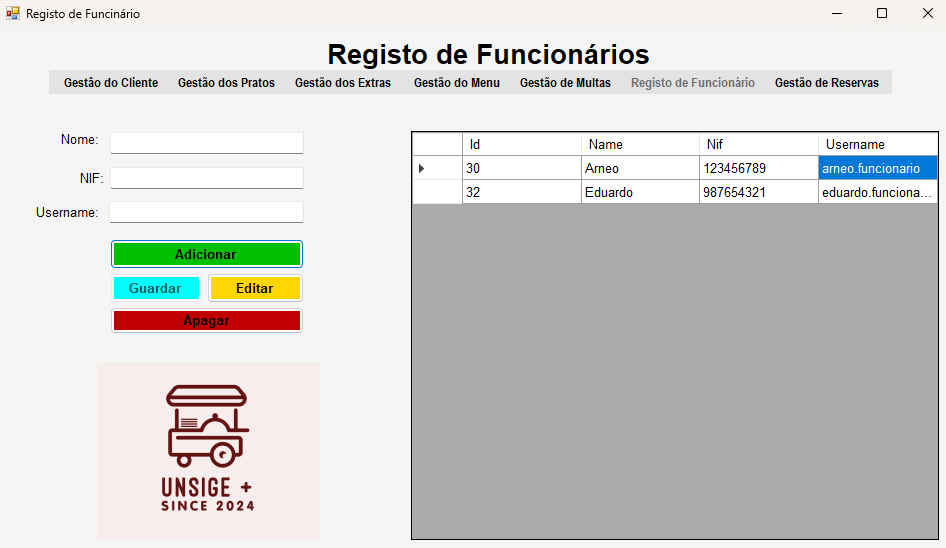 Registo de Funcinário
Registo de Funcionários
Gestão do Cliente Gestão dos Pratos Gestão dos Extras Gestão do Menu Gestão de Multas Registo de Funcionário Gestão de Reservas
Nome:
NIF:
Username:
Adicionar
Guardar Editar
Apagar
UNSIGE +
SINCE 2024
Id Name Nif Username
30 Arneo 123456789 arneo.funcionario
32 Eduardo 987654321 eduardo.funciona...